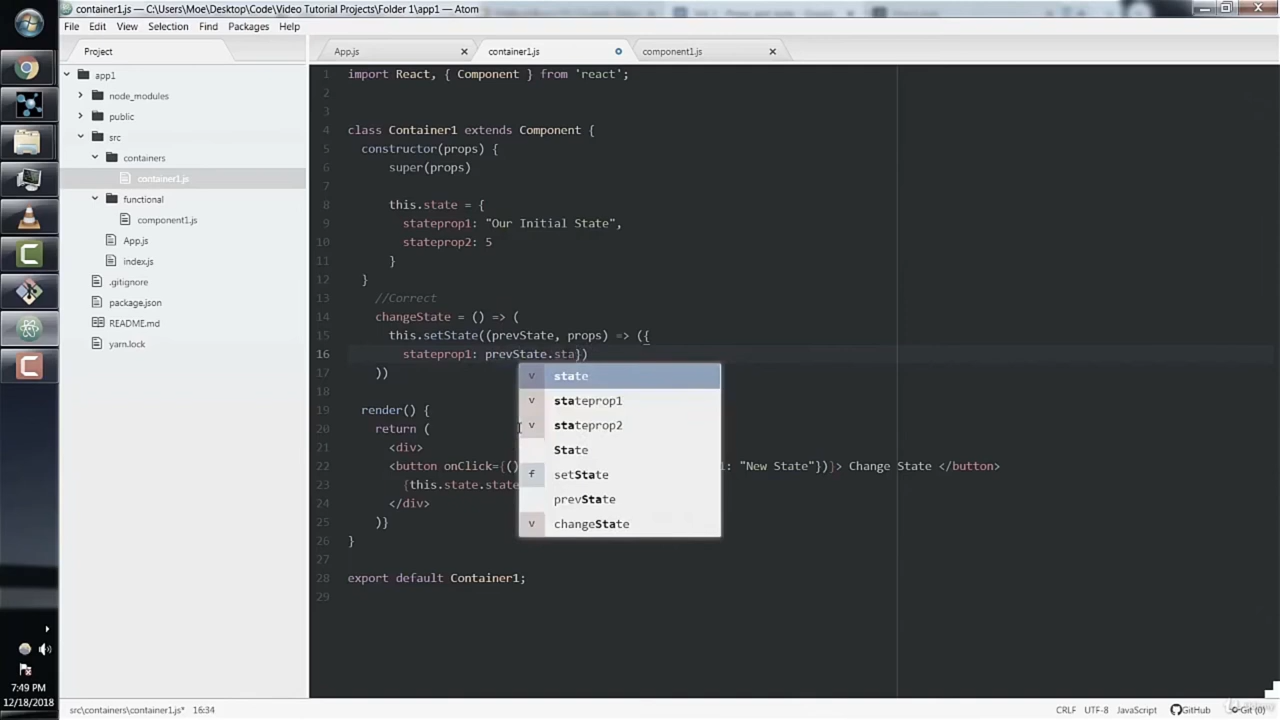 container1.js — C:\Users\Moe\Desktop\Code\Video Tutorial Projects\Folder 1\app1 — Atom
File Edit View Selection Find Packages Help
Project
App.js
container1.js
component1.js
app1
node_modules
public
src
containers
container1.js
functional
component1.js
App.js
index.js
.gitignore
package.json
README.md
yarn.lock
1 import React, { Component } from 'react';
2
3
4 class Container1 extends Component {
5 constructor(props) {
6 super(props)
7
8 this.state = {
9 stateprop1: "Our Initial State",
10 stateprop2: 5
11 }
12 }
13 //Correct
14 changeState = () => (
15 this.setState((prevState, props) => ({
16 stateprop1: prevState.sta})
17 ))
18
19 render() {
20 return (
21 <div>
22 <button onClick={() : "New State"})}> Change State </button>
23 {this.state.state
24 </div>
25 )}
26 }
27
28 export default Container1;
29
v state
v stateprop1
v stateprop2
State
f setState
prevState
v changeState
7:49 PM
12/18/2018
src\containers\container1.js* 16:34
CRLF UTF-8 JavaScript GitHub Git (0)